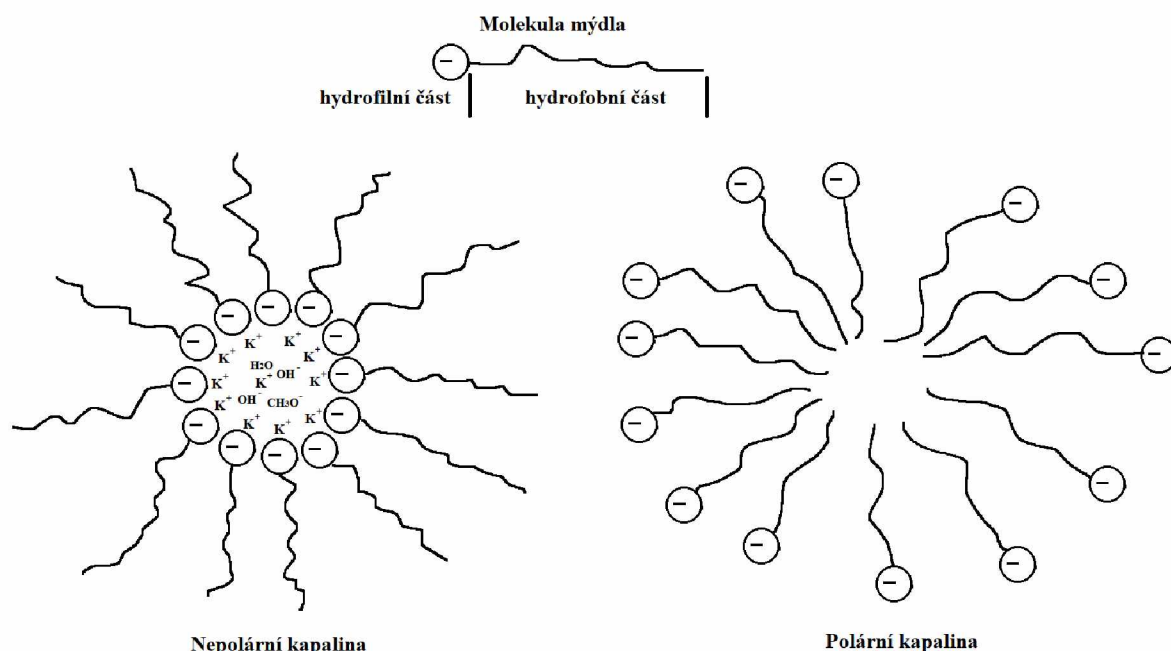 Molekula mýdla
−
hydrofilní část hydrofobní část
− − −
− − − −
− − − −
− − − −
− − − −
− − − −
− −
K⁺ K⁺ K⁺
K⁺ H₂O K⁺
K⁺ K⁺ OH⁻ K⁺
K⁺ OH⁻ CH₃O⁻
K⁺ K⁺ K⁺
Nepolární kapalina Polární kapalina